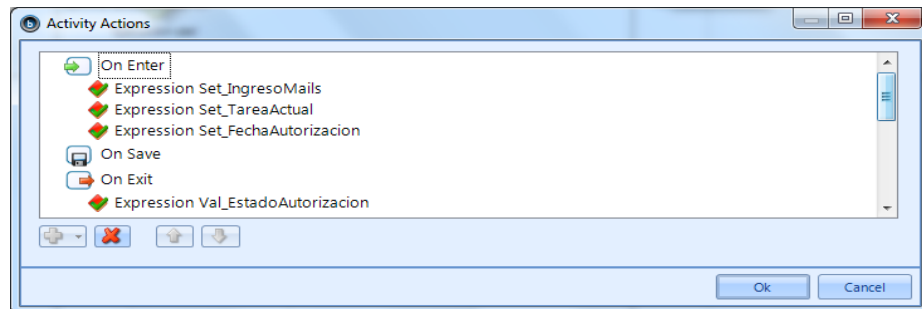 Activity Actions
On Enter
Expression Set_IngresoMails
Expression Set_TareaActual
Expression Set_FechaAutorizacion
On Save
On Exit
Expression Val_EstadoAutorizacion
Ok Cancel